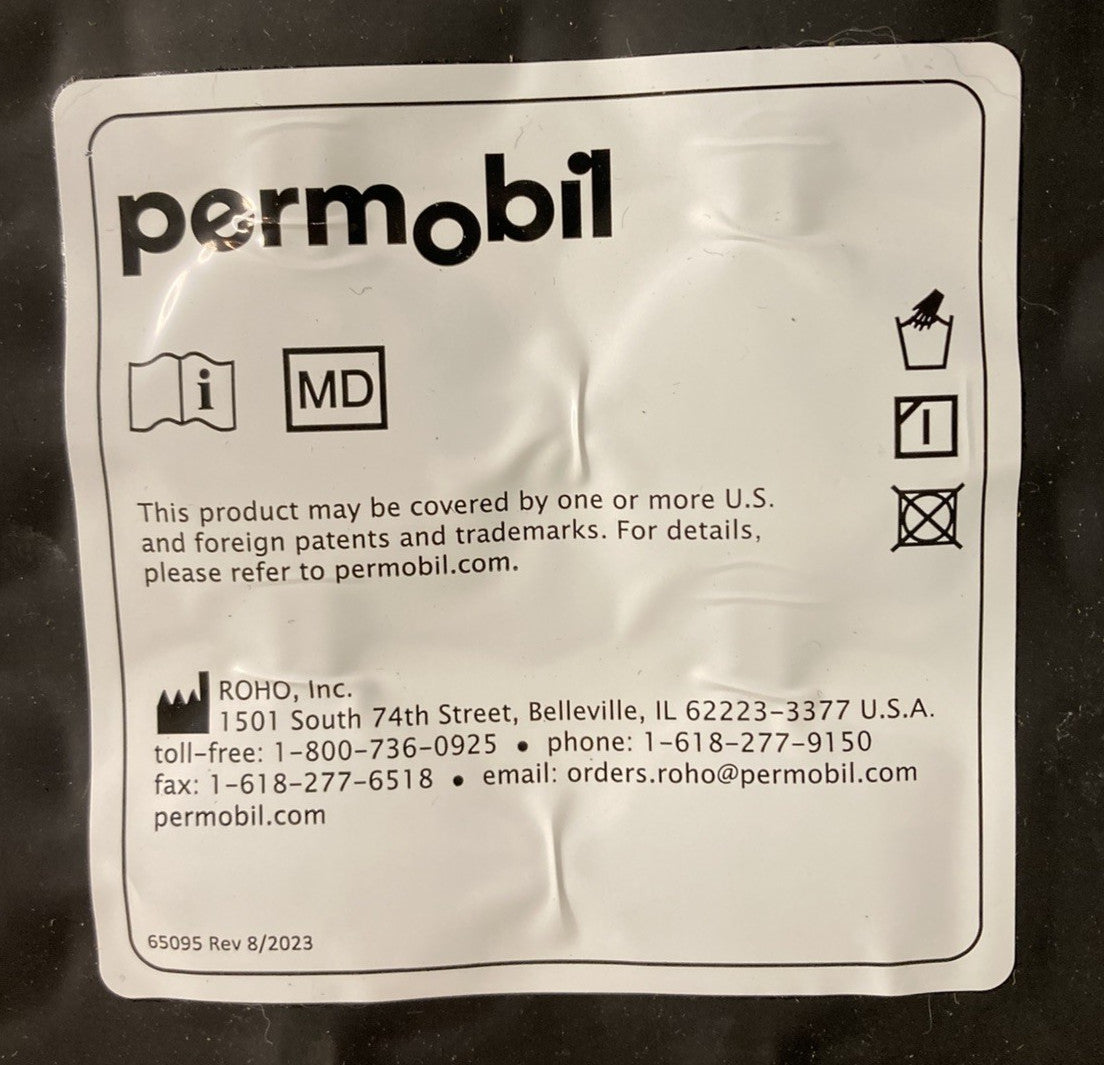 permobil
i
MD
This product may be covered by one or more U.S.
and foreign patents and trademarks. For details,
please refer to permobil.com.
ROHO, Inc.
1501 South 74th Street, Belleville, IL 62223-3377 U.S.A.
toll-free: 1-800-736-0925 • phone: 1-618-277-9150
fax: 1-618-277-6518 • email: orders.roho@permobil.com
permobil.com
65095 Rev 8/2023